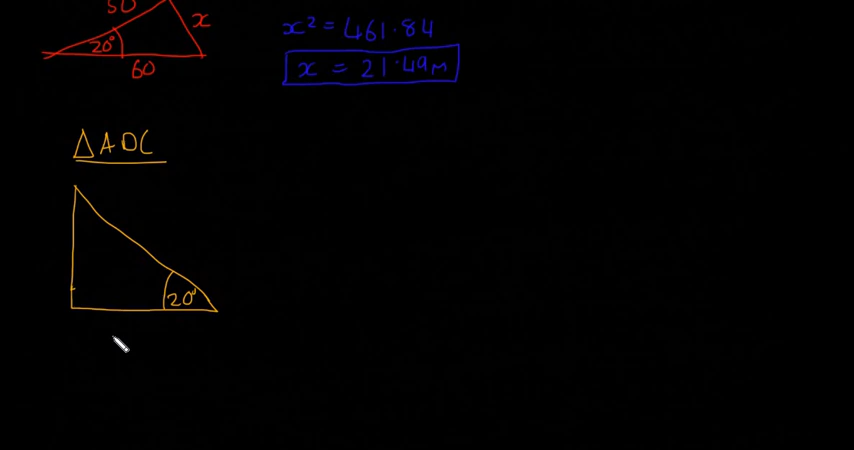 50
x
20°
60
x² = 461.84
x = 21.49m
ΔADC
20°